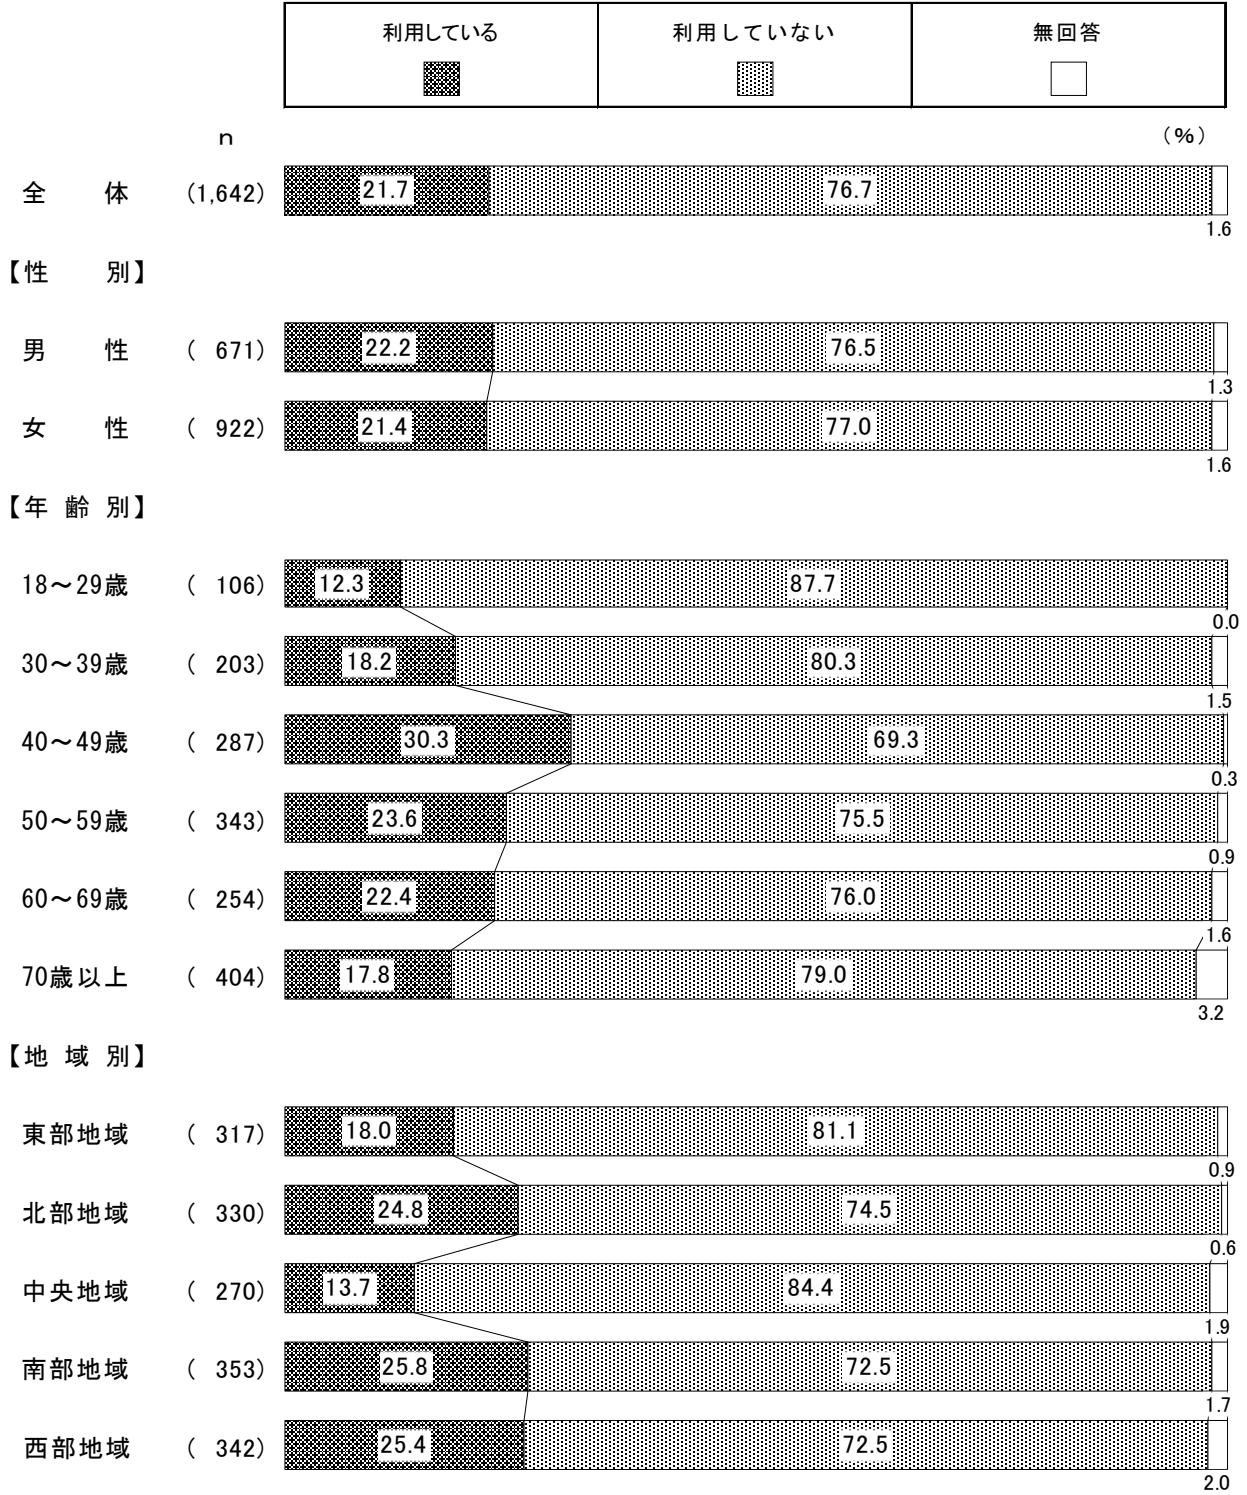 利用している 利用していない 無回答
n (%)
全 体 (1,642) 21.7 76.7
1.6
【性 別】
男 性 ( 671) 22.2 76.5
1.3
女 性 ( 922) 21.4 77.0
1.6
【年 齢 別】
18～29歳 ( 106) 12.3 87.7
0.0
30～39歳 ( 203) 18.2 80.3
1.5
40～49歳 ( 287) 30.3 69.3
0.3
50～59歳 ( 343) 23.6 75.5
0.9
60～69歳 ( 254) 22.4 76.0
1.6
70歳以上 ( 404) 17.8 79.0
3.2
【地 域 別】
東部地域 ( 317) 18.0 81.1
0.9
北部地域 ( 330) 24.8 74.5
0.6
中央地域 ( 270) 13.7 84.4
1.9
南部地域 ( 353) 25.8 72.5
1.7
西部地域 ( 342) 25.4 72.5
2.0